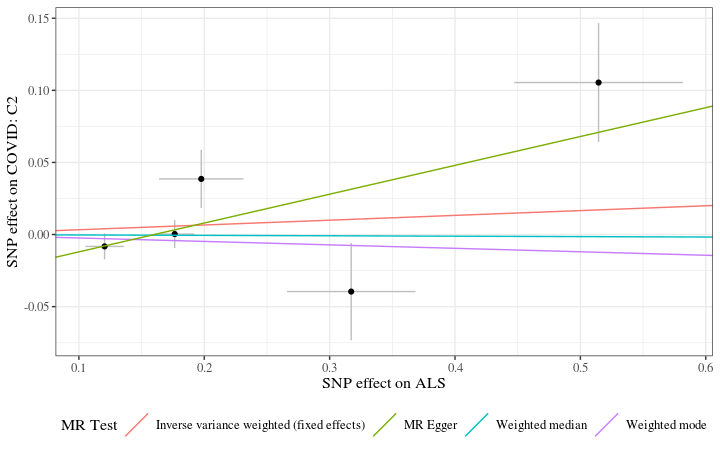 0.15
0.10
0.05
0.00
-0.05
SNP effect on COVID: C2
0.1 0.2 0.3 0.4 0.5 0.6
SNP effect on ALS
MR Test Inverse variance weighted (fixed effects) MR Egger Weighted median Weighted mode